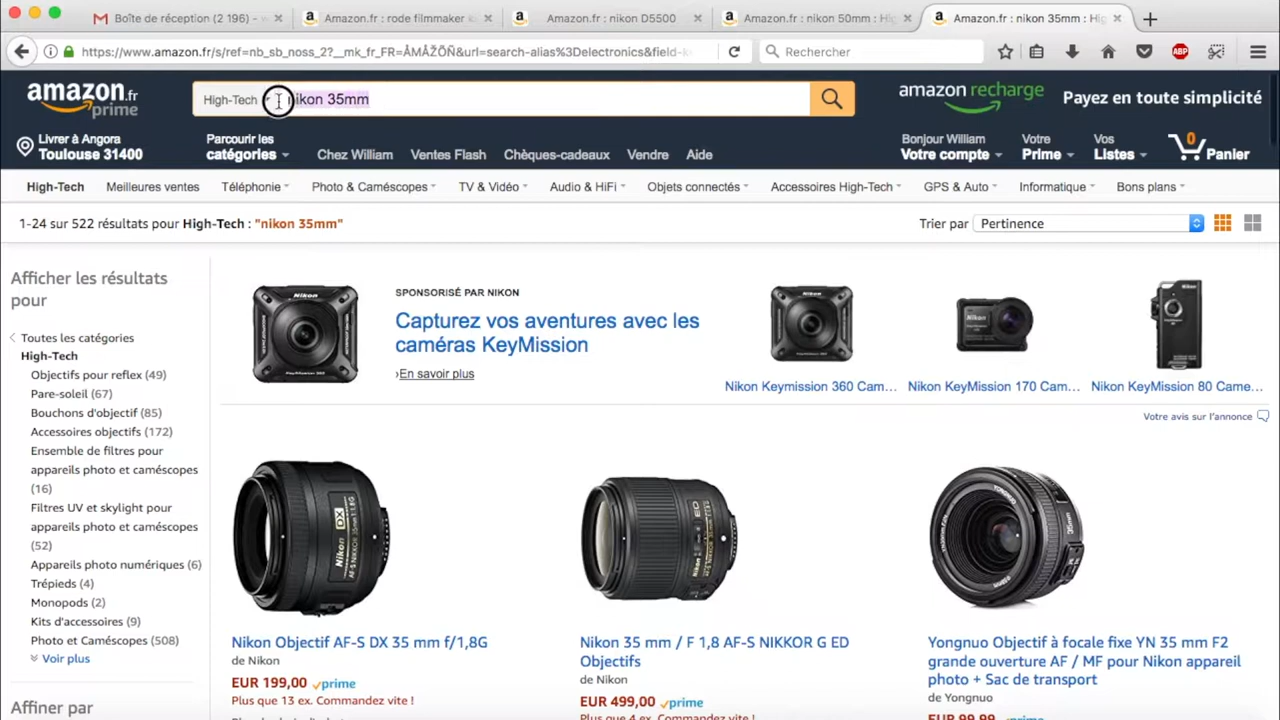 Boîte de réception (2 196) - w
Amazon.fr : rode filmmaker k
Amazon.fr : nikon D5500
Amazon.fr : nikon 50mm : Hig
Amazon.fr : nikon 35mm : Hig
https://www.amazon.fr/s/ref=nb_sb_noss_2?__mk_fr_FR=ÅMÅŽÕÑ&url=search-alias%3Delectronics&field-k
Rechercher
ABP
amazon.fr
prime
High-Tech
nikon 35mm
amazon recharge
Payez en toute simplicité
Livrer à Angora
Toulouse 31400
Parcourir les
catégories
Chez William
Ventes Flash
Chèques-cadeaux
Vendre
Aide
Bonjour William
Votre compte
Votre
Prime
Vos
Listes
0
Panier
High-Tech
Meilleures ventes
Téléphonie
Photo & Caméscopes
TV & Vidéo
Audio & HiFi
Objets connectés
Accessoires High-Tech
GPS & Auto
Informatique
Bons plans
1-24 sur 522 résultats pour High-Tech : "nikon 35mm"
Trier par
Pertinence
Afficher les résultats
pour
Toutes les catégories
High-Tech
Objectifs pour reflex (49)
Pare-soleil (67)
Bouchons d'objectif (85)
Accessoires objectifs (172)
Ensemble de filtres pour
appareils photo et caméscopes
(16)
Filtres UV et skylight pour
appareils photo et caméscopes
(52)
Appareils photo numériques (6)
Trépieds (4)
Monopods (2)
Kits d'accessoires (9)
Photo et Caméscopes (508)
Voir plus
Affiner par
SPONSORISÉ PAR NIKON
Capturez vos aventures avec les
caméras KeyMission
›En savoir plus
Nikon Keymission 360 Cam...
Nikon KeyMission 170 Cam...
Nikon KeyMission 80 Came...
Votre avis sur l'annonce
Nikon Objectif AF-S DX 35 mm f/1,8G
de Nikon
EUR 199,00 prime
Plus que 13 ex. Commandez vite !
Nikon 35 mm / F 1,8 AF-S NIKKOR G ED
Objectifs
de Nikon
EUR 499,00 prime
Plus que 4 ex. Commandez vite !
Yongnuo Objectif à focale fixe YN 35 mm F2
grande ouverture AF / MF pour Nikon appareil
photo + Sac de transport
de Yongnuo
EUR 99,99 prime